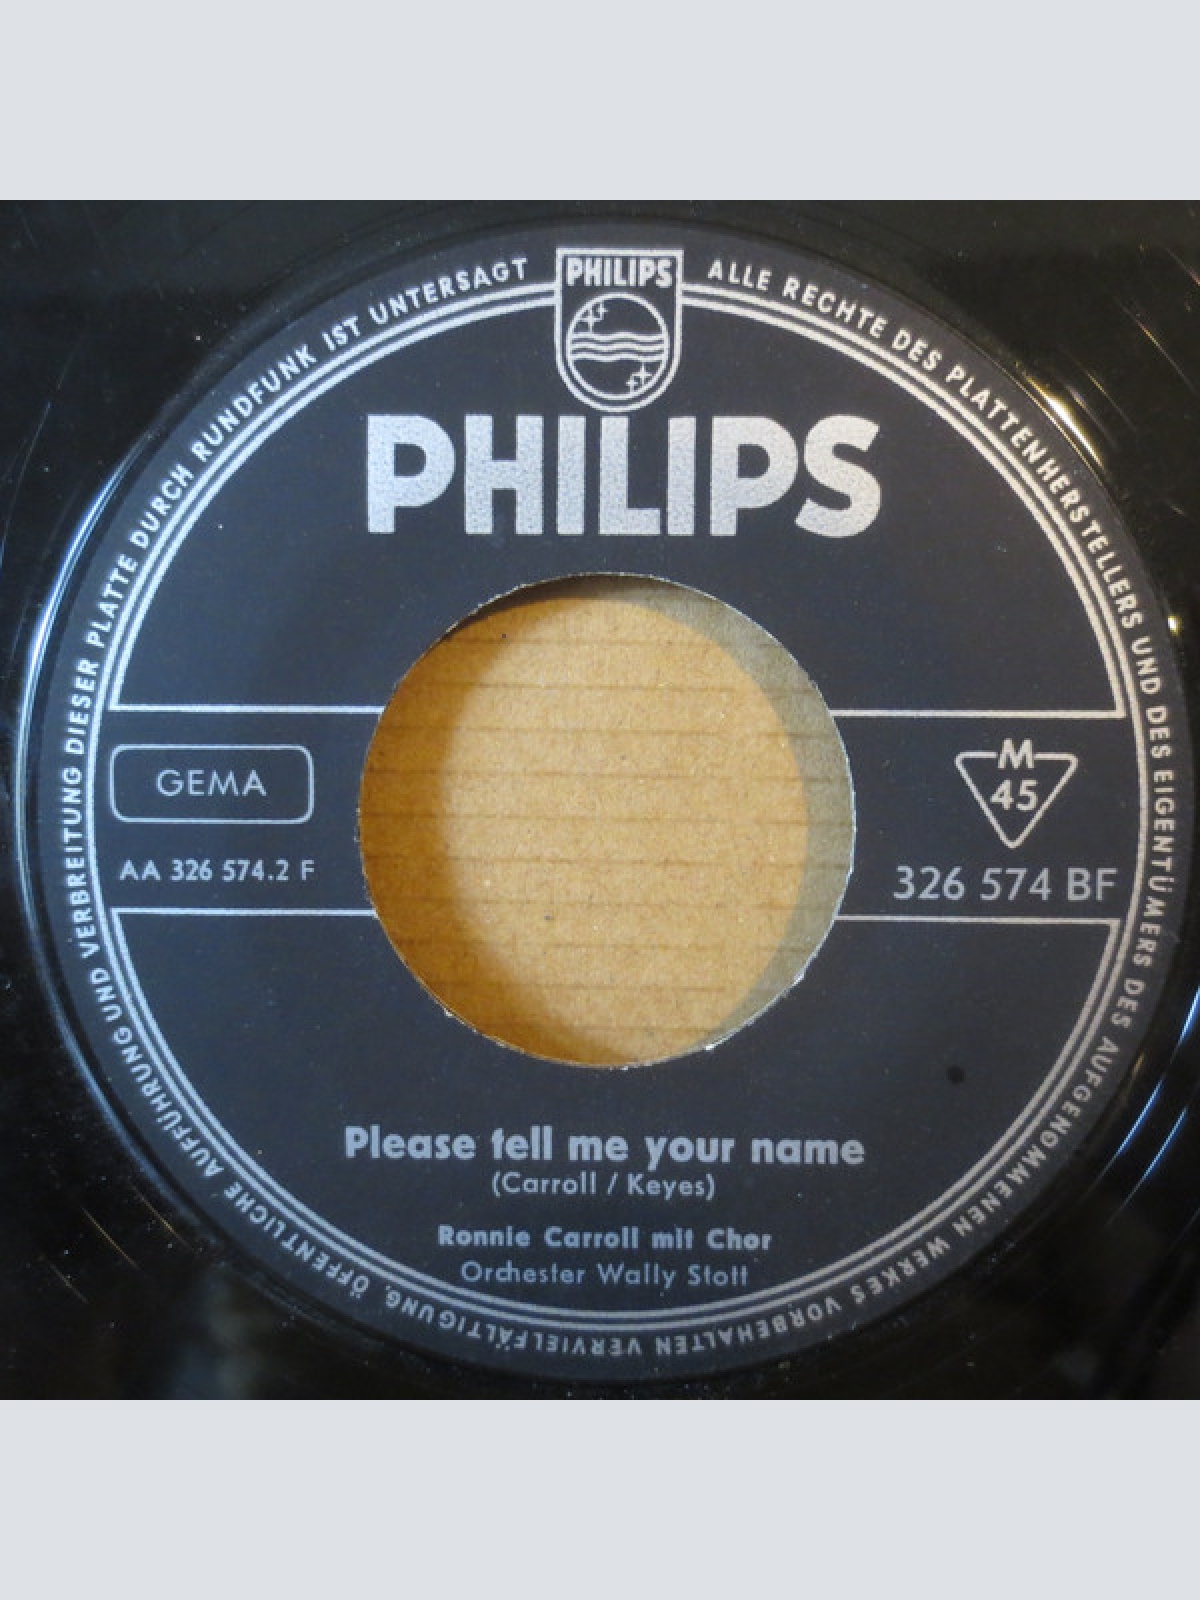 PHILIPS
PHILIPS
ALLE RECHTE DES PLATTENHERSTELLERS UND DES EIGENTÜMERS DES AUFGENOMMENEN WERKES VORBEHALTEN VERVIELFÄLTIGUNG, ÖFFENTLICHE AUFFÜHRUNG UND VERBREITUNG DIESER PLATTE DURCH RUNDFUNK IST UNTERSAGT
GEMA
AA 326 574.2 F
M
45
326 574 BF
Please tell me your name
(Carroll / Keyes)
Ronnie Carroll mit Chor
Orchester Wally Stott